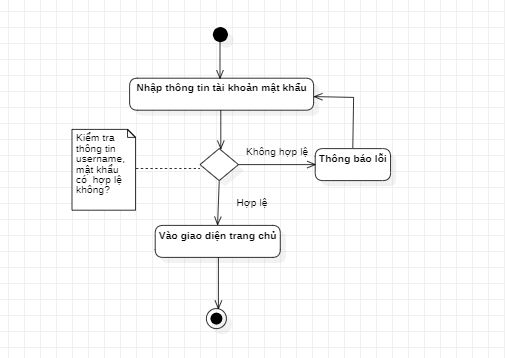 Nhập thông tin tài khoản mật khẩu
Kiểm tra
thông tin
username,
mật khẩu
có hợp lệ
không?
Không hợp lệ
Thông báo lỗi
Hợp lệ
Vào giao diện trang chủ